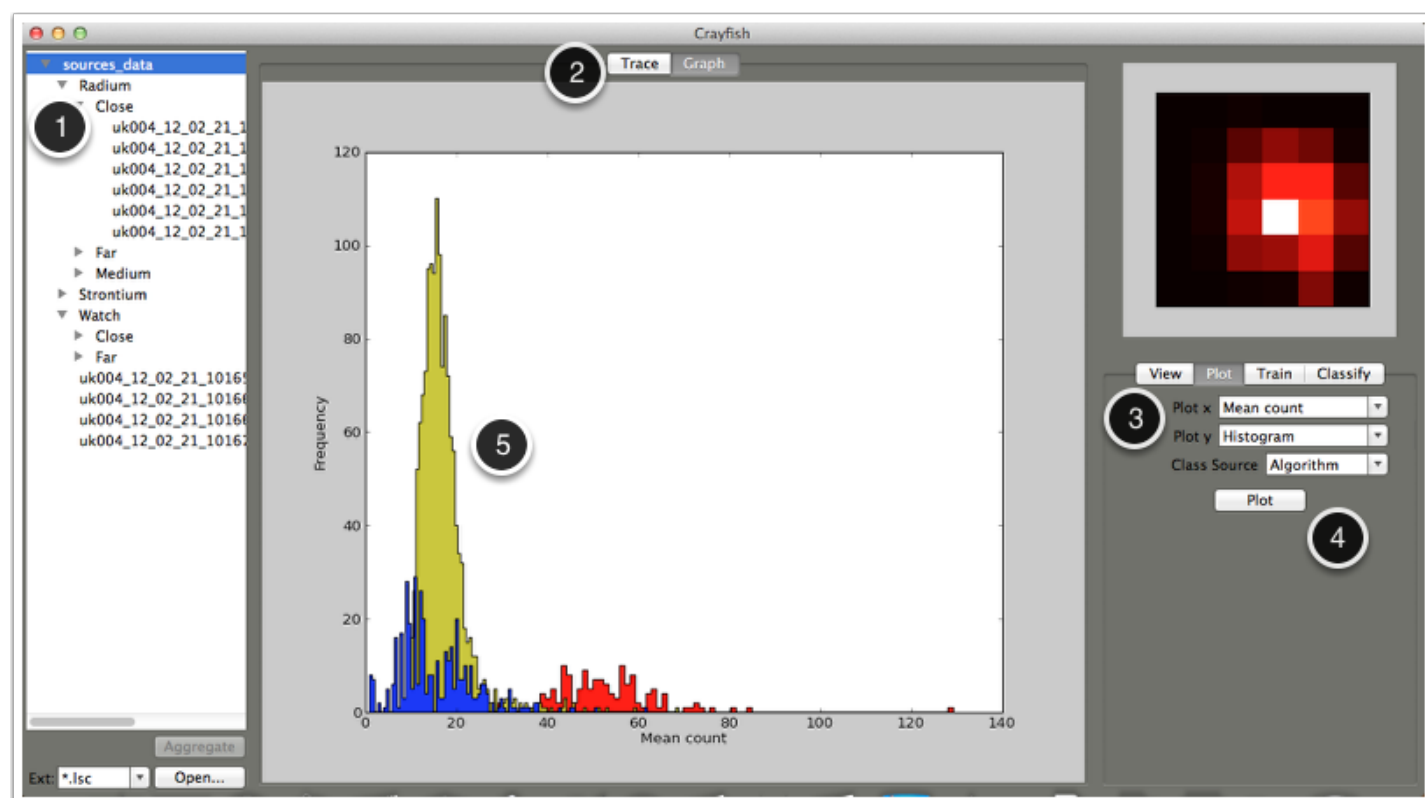 Crayfish
sources_data
Radium
Close
uk004_12_02_21_1
uk004_12_02_21_1
uk004_12_02_21_1
uk004_12_02_21_1
uk004_12_02_21_1
uk004_12_02_21_1
Far
Medium
Strontium
Watch
Close
Far
uk004_12_02_21_10165
uk004_12_02_21_10166
uk004_12_02_21_10166
uk004_12_02_21_10167
Aggregate
Ext: *.lsc Open...
1
2
Trace Graph
120
100
80
60
40
20
0
Frequency
5
0 20 40 60 80 100 120 140
Mean count
View Plot Train Classify
3
Plot x Mean count
Plot y Histogram
Class Source Algorithm
Plot
4